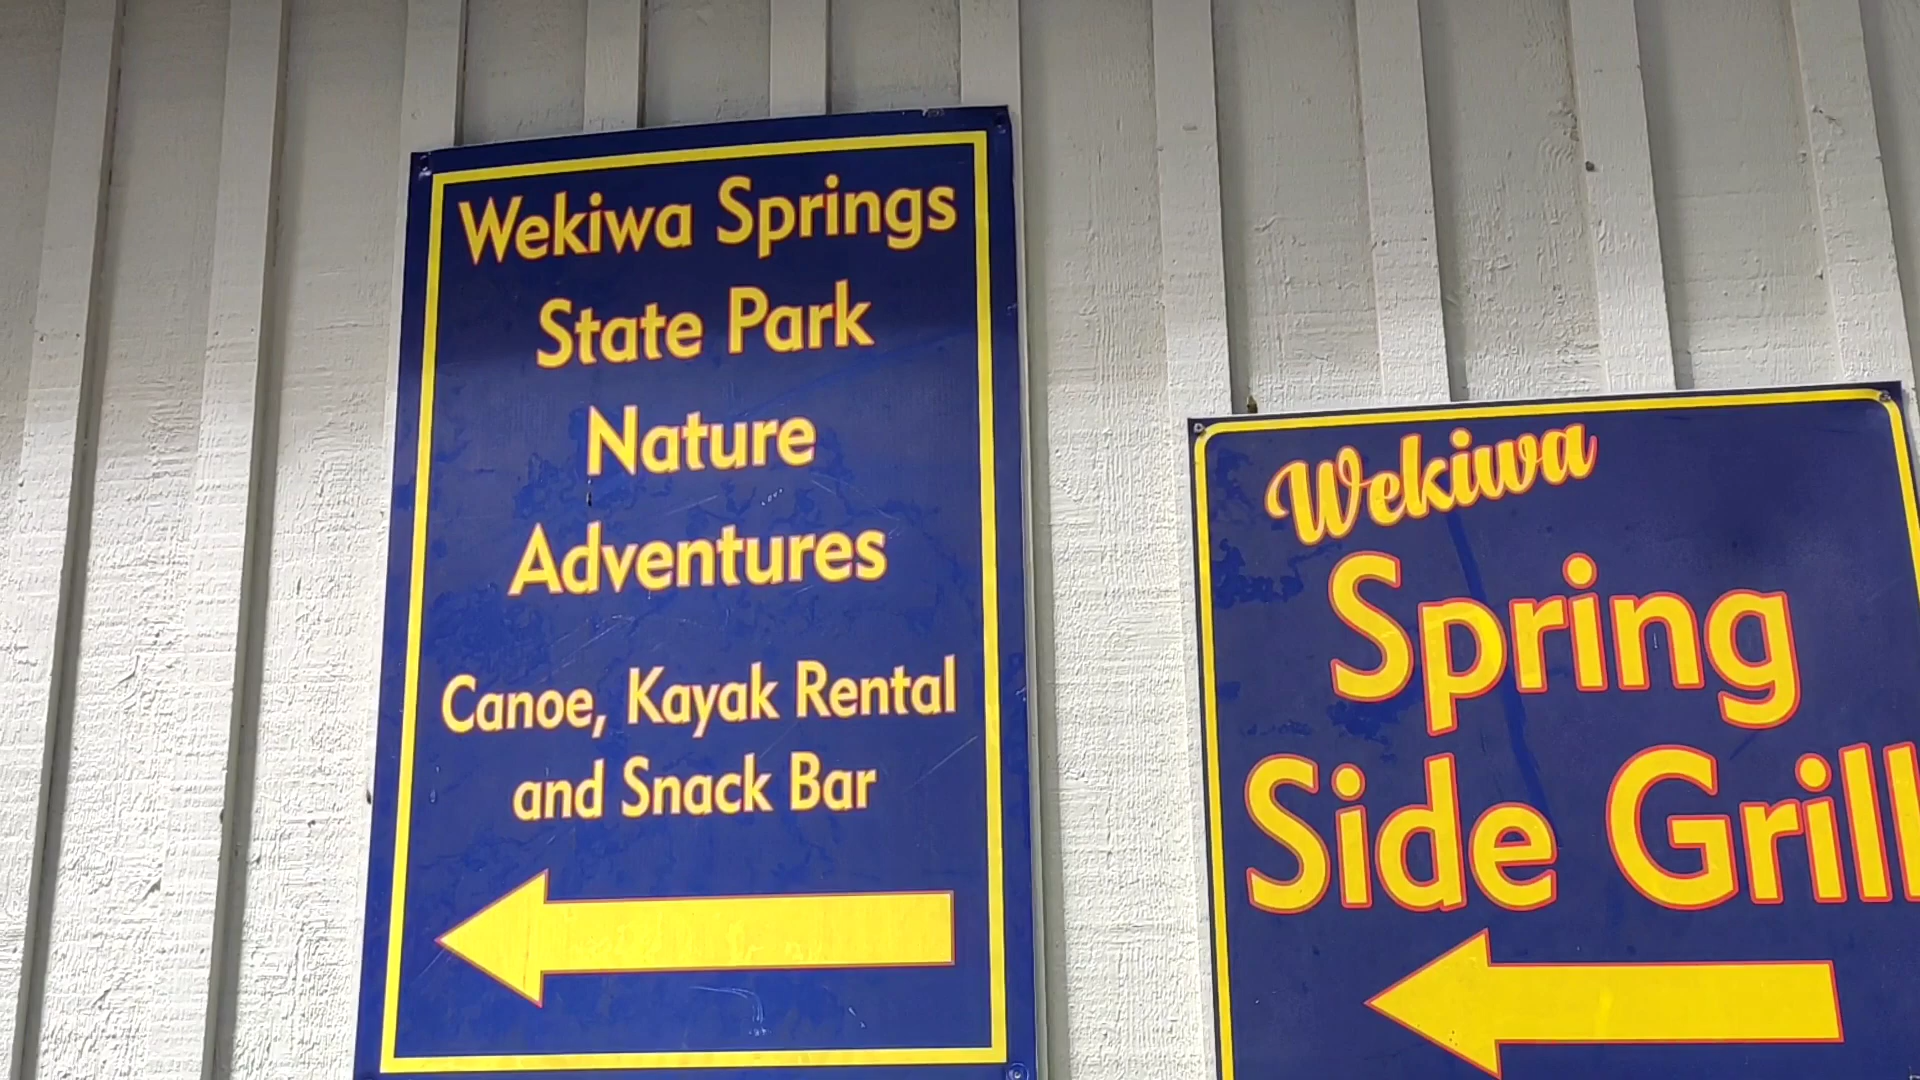 Wekiwa Springs
State Park
Nature
Adventures
Canoe, Kayak Rental
and Snack Bar
Wekiwa
Spring
Side Grill